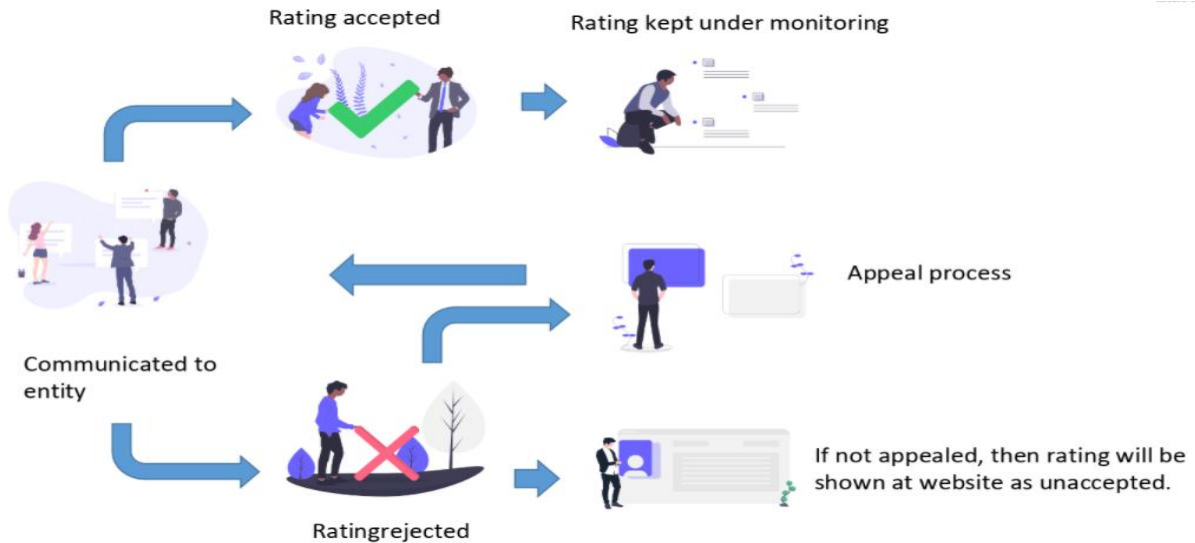 Rating accepted
Rating kept under monitoring
Appeal process
Communicated to
entity
If not appealed, then rating will be
shown at website as unaccepted.
Ratingrejected